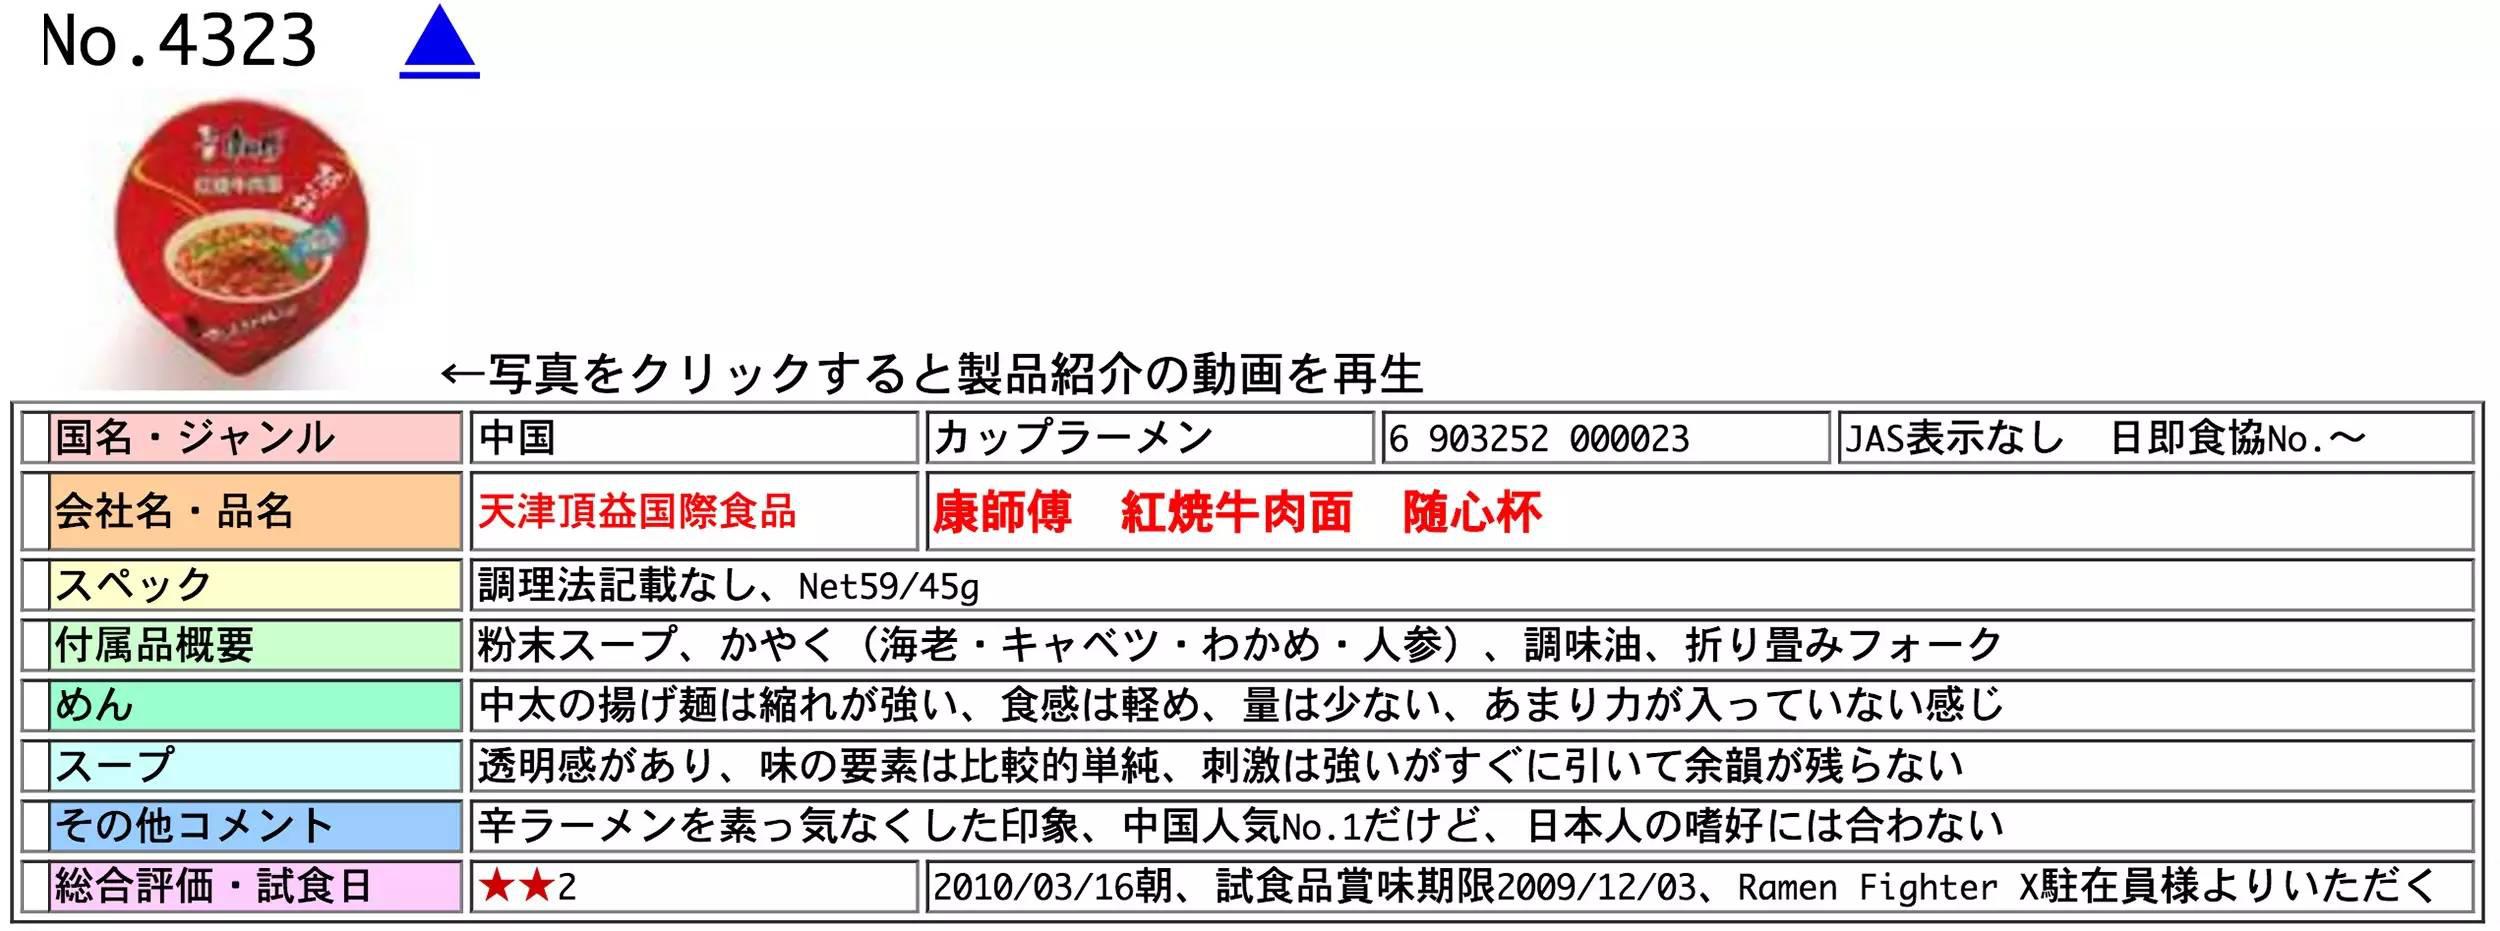 No.4323 ▲
康師傅
紅燒牛肉面
←写真をクリックすると製品紹介の動画を再生
国名・ジャンル 中国 カップラーメン 6 903252 000023 JAS表示なし　日即食協No.～
会社名・品名 天津頂益国際食品 康師傅　紅焼牛肉面　随心杯
スペック 調理法記載なし、Net59/45g
付属品概要 粉末スープ、かやく（海老・キャベツ・わかめ・人参）、調味油、折り畳みフォーク
めん 中太の揚げ麺は縮れが強い、食感は軽め、量は少ない、あまり力が入っていない感じ
スープ 透明感があり、味の要素は比較的単純、刺激は強いがすぐに引いて余韻が残らない
その他コメント 辛ラーメンを素っ気なくした印象、中国人気No.1だけど、日本人の嗜好には合わない
総合評価・試食日 ★★2 2010/03/16朝、試食品賞味期限2009/12/03、Ramen Fighter X駐在員様よりいただく